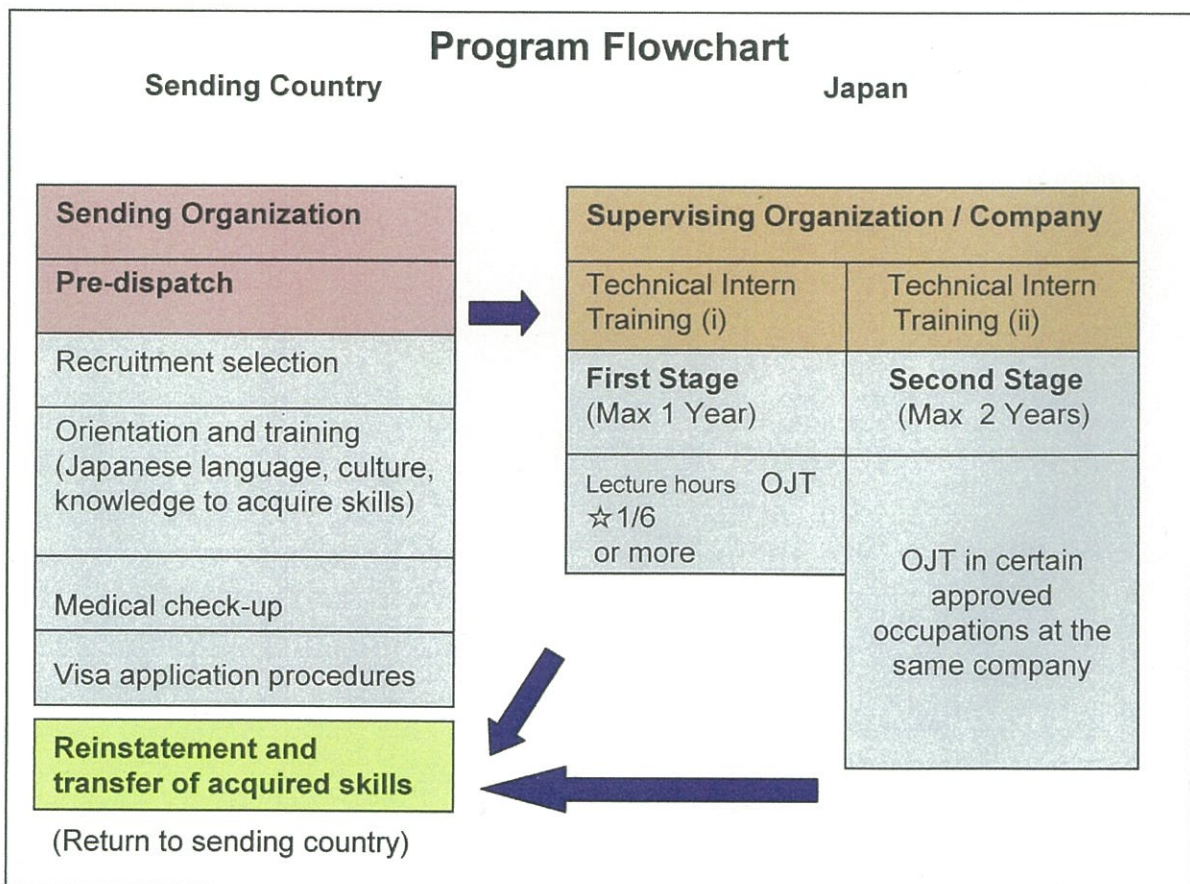 Program Flowchart
Sending Country
Japan
Sending Organization
Pre-dispatch
Recruitment selection
Orientation and training
(Japanese language, culture,
knowledge to acquire skills)
Medical check-up
Visa application procedures
Reinstatement and
transfer of acquired skills
(Return to sending country)
Supervising Organization / Company
Technical Intern
Training (i)
First Stage
(Max 1 Year)
Lecture hours OJT
☆1/6
or more
Technical Intern
Training (ii)
Second Stage
(Max 2 Years)
OJT in certain
approved
occupations at the
same company